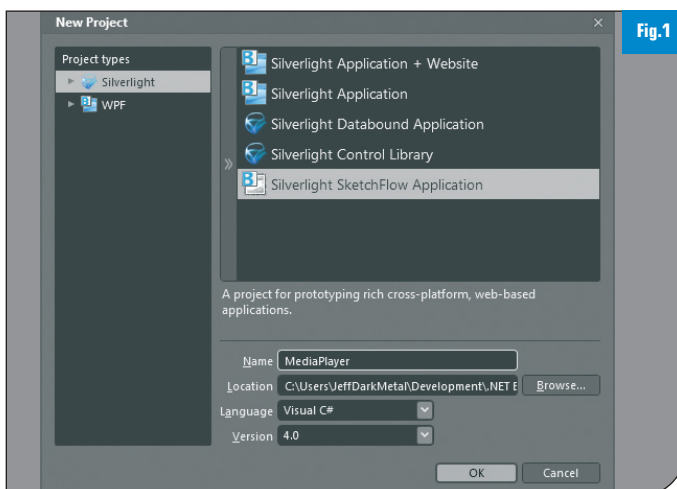 New Project
Fig.1
Project types
Silverlight
WPF
Silverlight Application + Website
Silverlight Application
Silverlight Databound Application
Silverlight Control Library
Silverlight SketchFlow Application
A project for prototyping rich cross-platform, web-based
applications.
Name MediaPlayer
Location C:\Users\JeffDarkMetal\Development\.NET E Browse...
Language Visual C#
Version 4.0
OK Cancel